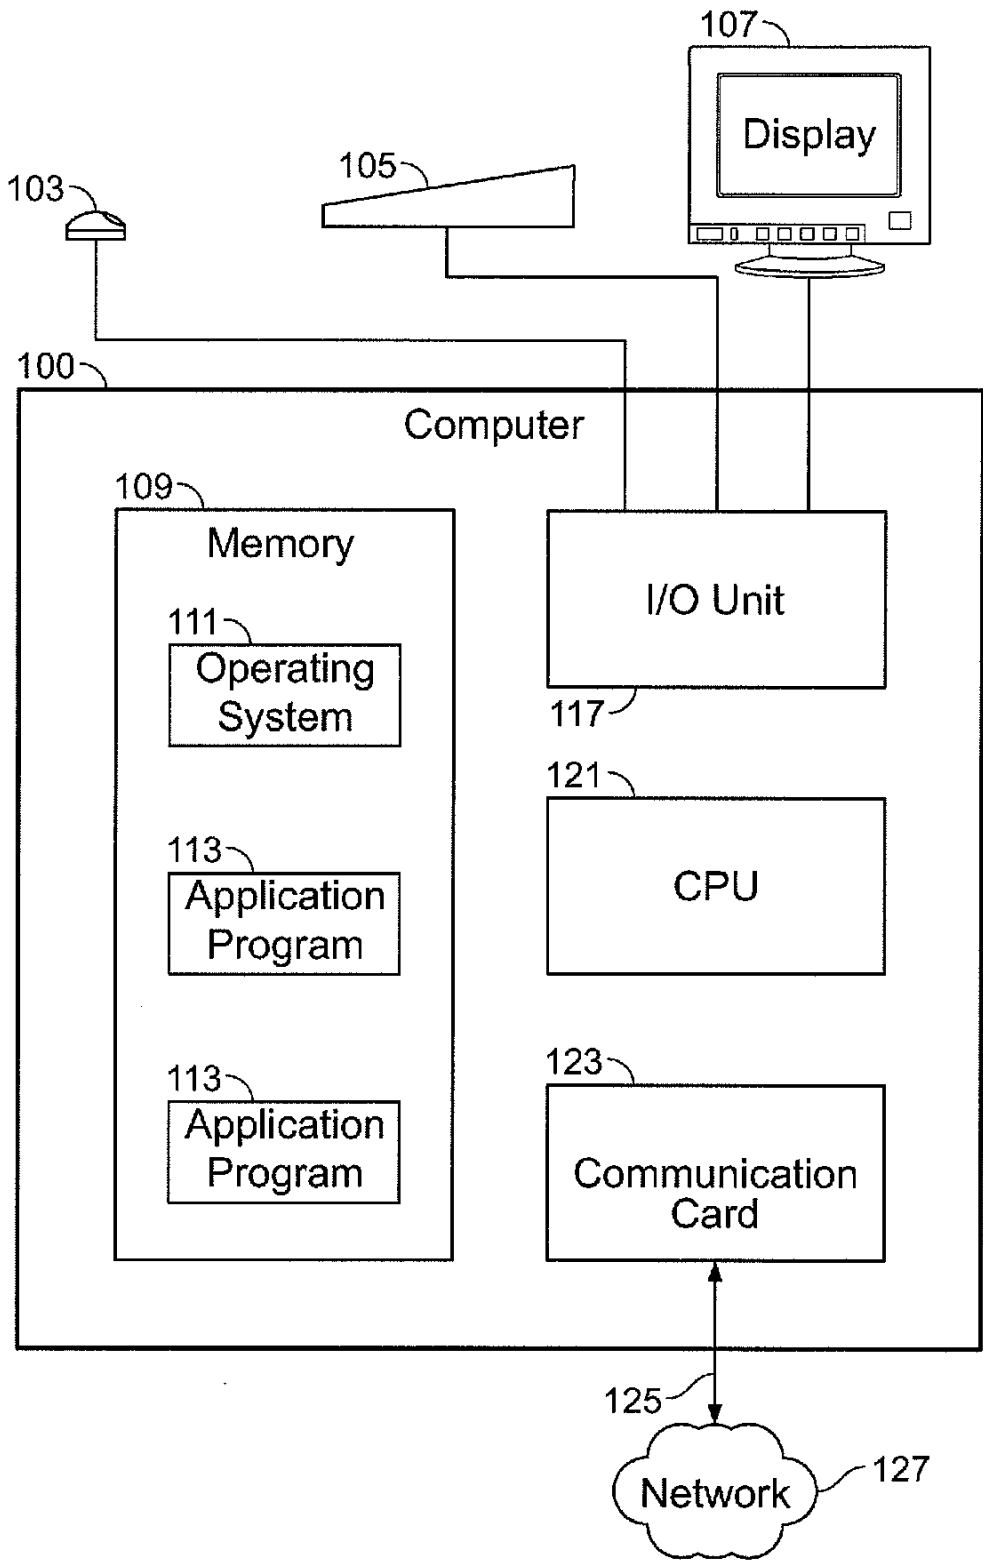 107
Display
105
103
100
Computer
109
Memory
I/O Unit
111
Operating
System
117
121
113
CPU
Application
Program
123
113
Application
Program
Communication
Card
125
127
Network